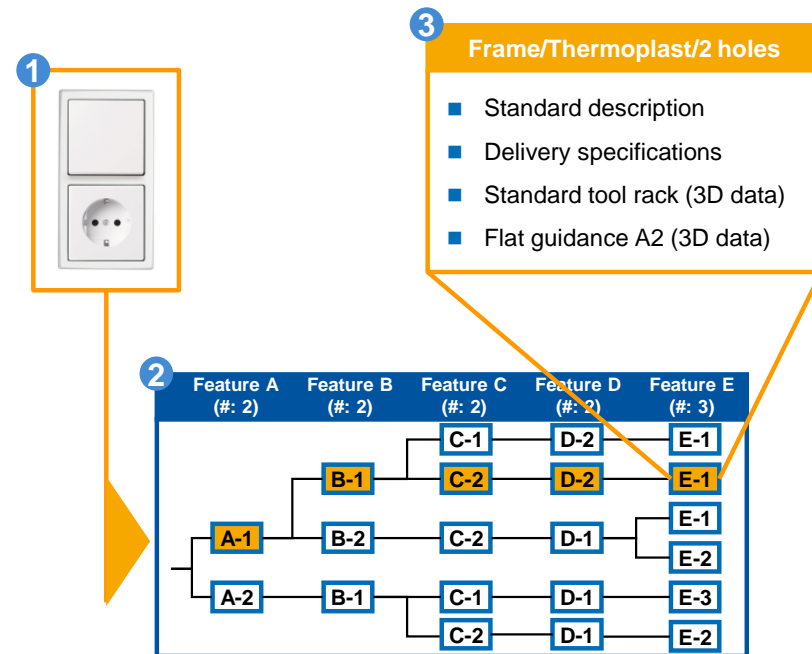 1
3
Frame/Thermoplast/2 holes
Standard description
Delivery specifications
Standard tool rack (3D data)
Flat guidance A2 (3D data)
2
Feature A Feature B Feature C Feature D Feature E
(#: 2) (#: 2) (#: 2) (#: 2) (#: 3)
C-1 D-2 E-1
B-1 C-2 D-2 E-1
E-1
A-1 B-2 C-2 D-1
E-2
A-2 B-1 C-1 D-1 E-3
C-2 D-1 E-2